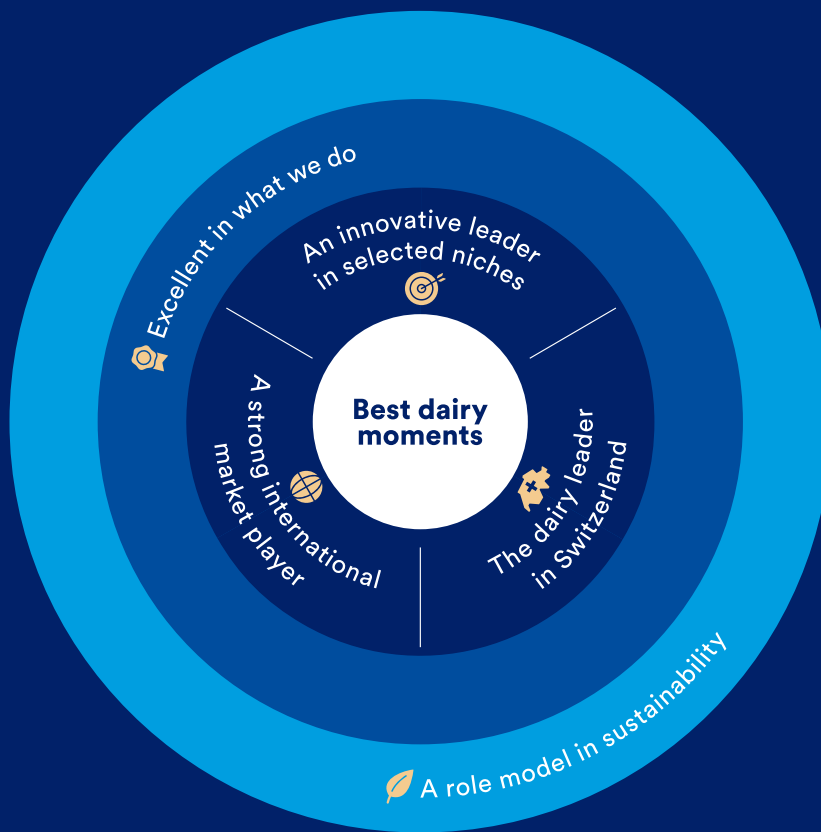 Excellent in what we do
An innovative leader
in selected niches
Best dairy
moments
A strong international
market player
The dairy leader
in Switzerland
A role model in sustainability